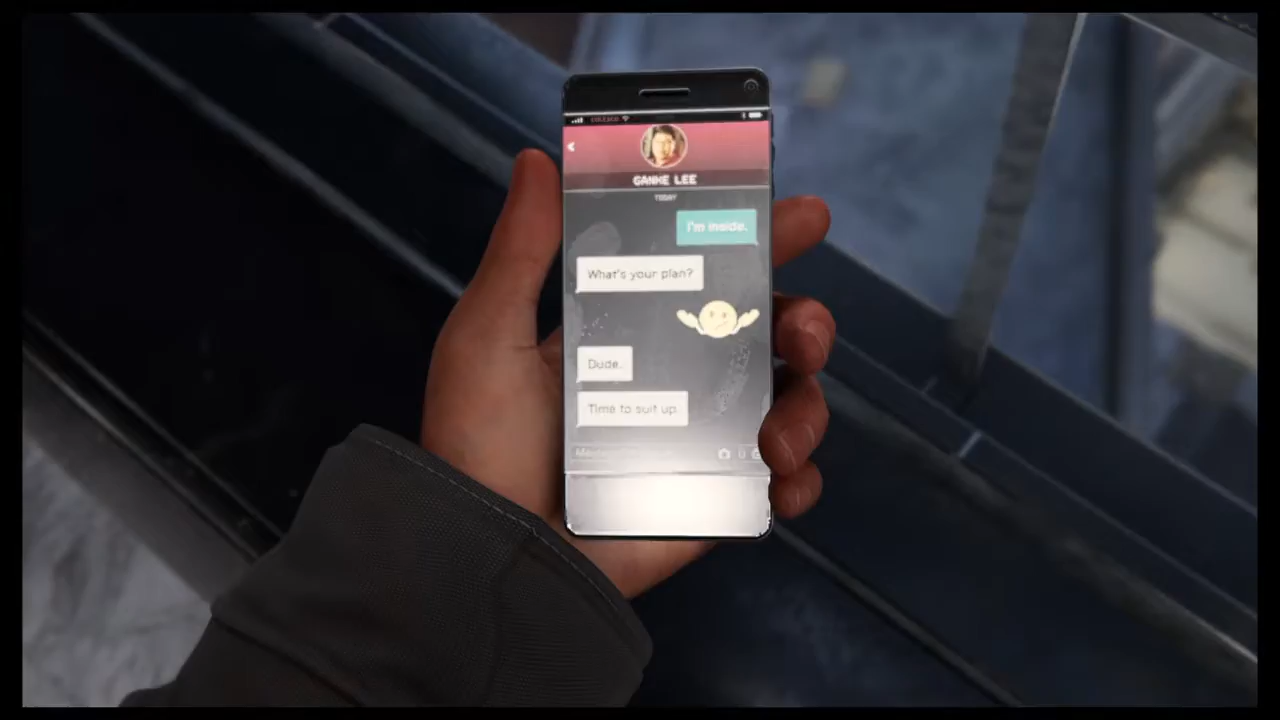 GANKE LEE
TODAY
I'm inside.
What's your plan?
Dude.
Time to suit up.